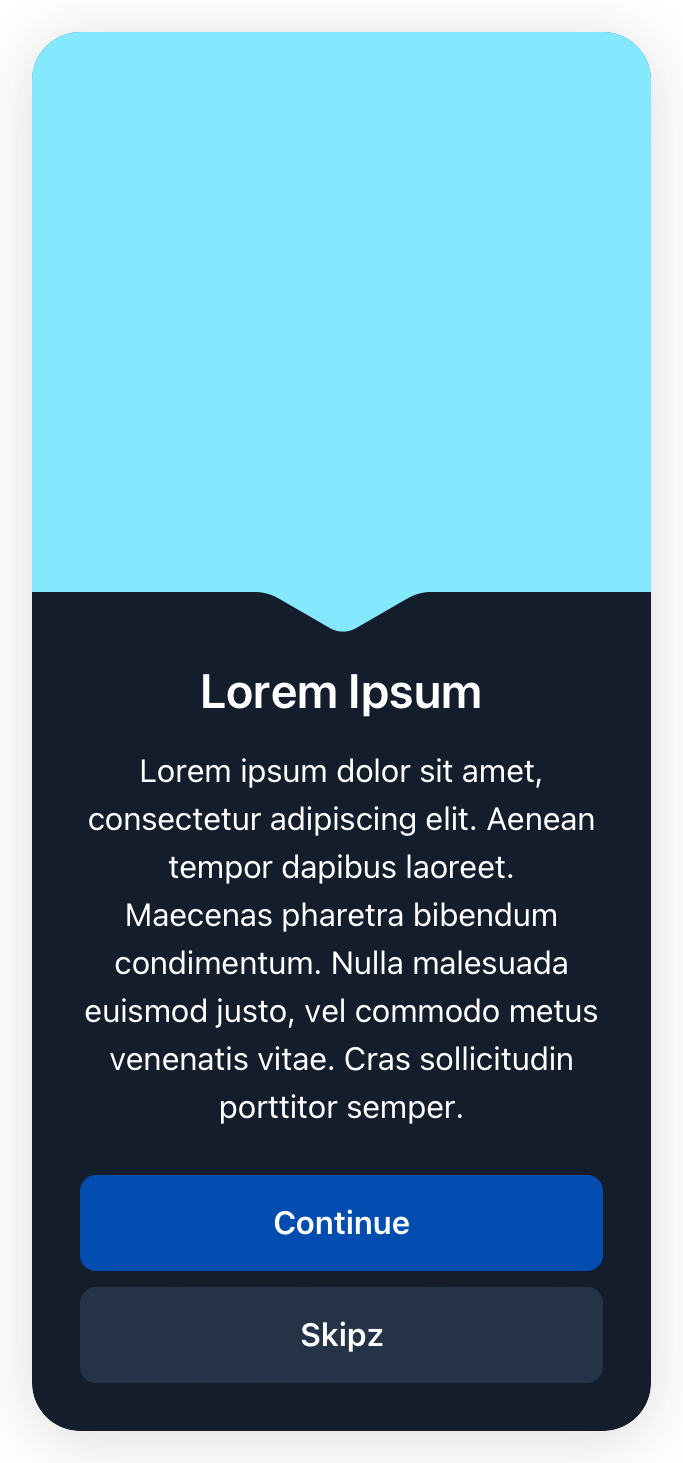 Lorem Ipsum
Lorem ipsum dolor sit amet,
consectetur adipiscing elit. Aenean
tempor dapibus laoreet.
Maecenas pharetra bibendum
condimentum. Nulla malesuada
euismod justo, vel commodo metus
venenatis vitae. Cras sollicitudin
porttitor semper.
Continue
Skipz